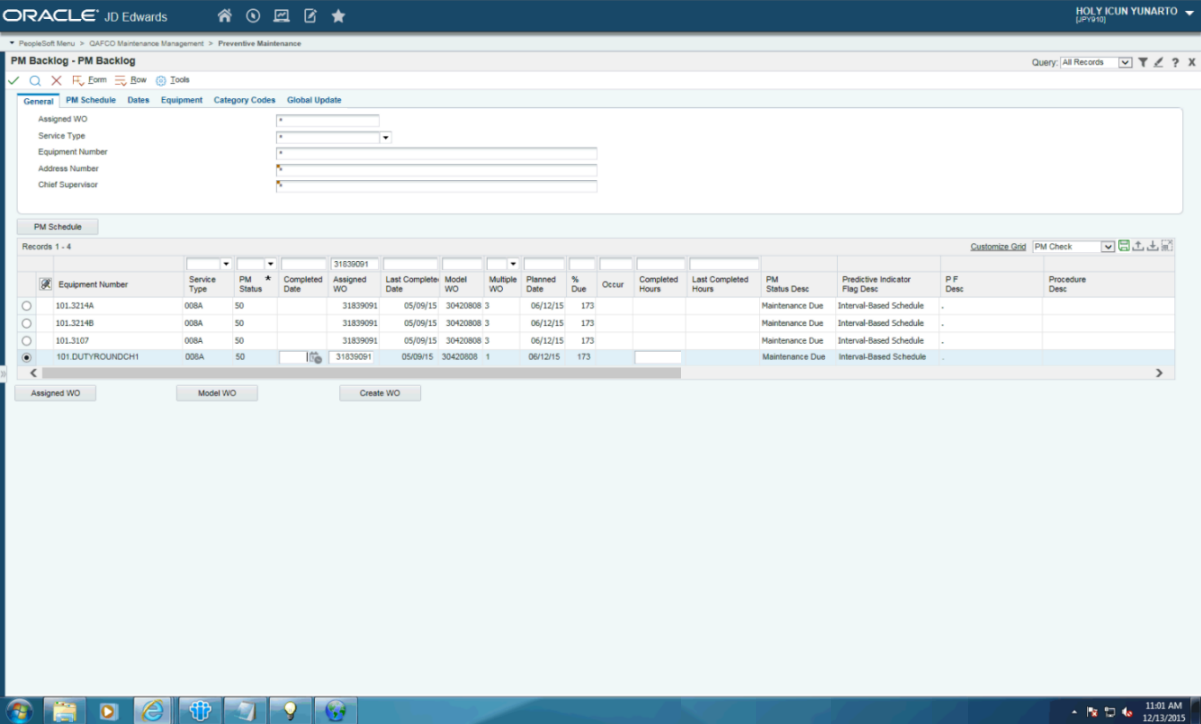 ORACLE® JD Edwards
HOLY ICUN YUNARTO
[JPY910]
PeopleSoft Menu > QAFCO Maintenance Management > Preventive Maintenance
PM Backlog - PM Backlog
Query: All Records
? X
Form Row Tools
General PM Schedule Dates Equipment Category Codes Global Update
Assigned WO *
Service Type *
Equipment Number *
Address Number *
Chief Supervisor *
PM Schedule
Records 1 - 4
Customize Grid PM Check
31839091
Equipment Number Service Type PM Status * Completed Date Assigned WO Last Complete Date Model WO Multiple WO Planned Date % Due Occur Completed Hours Last Completed Hours PM Status Desc Predictive Indicator Flag Desc P F Desc Procedure Desc
101.3214A 008A 50 31839091 05/09/15 30420808 3 06/12/15 173 Maintenance Due Interval-Based Schedule .
101.3214B 008A 50 31839091 05/09/15 30420808 3 06/12/15 173 Maintenance Due Interval-Based Schedule .
101.3107 008A 50 31839091 05/09/15 30420808 3 06/12/15 173 Maintenance Due Interval-Based Schedule .
101.DUTYROUNDCH1 008A 50 31839091 05/09/15 30420808 1 06/12/15 173 Maintenance Due Interval-Based Schedule .
Assigned WO Model WO Create WO
11:01 AM
12/13/2015